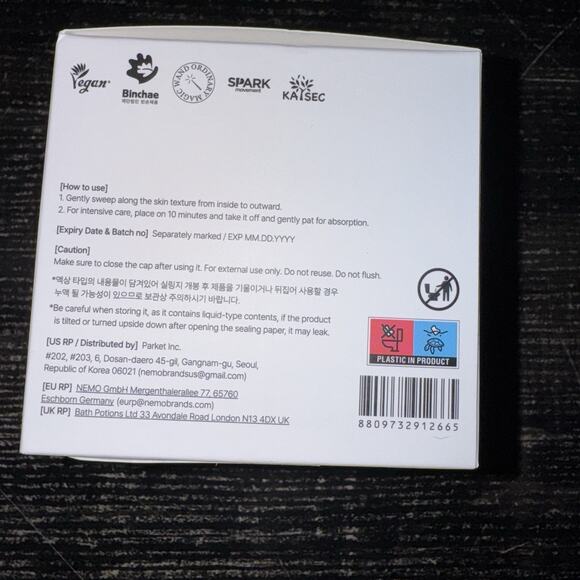 Vegan
Binchae
WAND ORDINARY MAGIC
SPARK
movement
KATSEC
[How to use]
1. Gently sweep along the skin texture from inside to outward.
2. For intensive care, place on 10 minutes and take it off and gently pat for absorption.
[Expiry Date & Batch no] Separately marked / EXP MM.DD.YYYY
[Caution]
Make sure to close the cap after using it. For external use only. Do not reuse. Do not flush.
*액상 타입의 내용물이 담겨있어 실링지 개봉 후 제품을 기울이거나 뒤집어 사용할 경우
누액 될 가능성이 있으므로 보관상 주의하시기 바랍니다.
*Be careful when storing it, as it contains liquid-type contents, if the product
is tilted or turned upside down after opening the sealing paper, it may leak.
[US RP / Distributed by] Parket Inc.
#202, #203, 6, Dosan-daero 45-gil, Gangnam-gu, Seoul,
Republic of Korea 06021 (nemobrandsus@gmail.com)
[EU RP] NEMO GmbH Mergenthalerallee 77, 65760
Eschborn Germany (eurp@nemobrands.com)
[UK RP] Bath Potions Ltd 33 Avondale Road London N13 4DX UK
PLASTIC IN PRODUCT
8809732912665